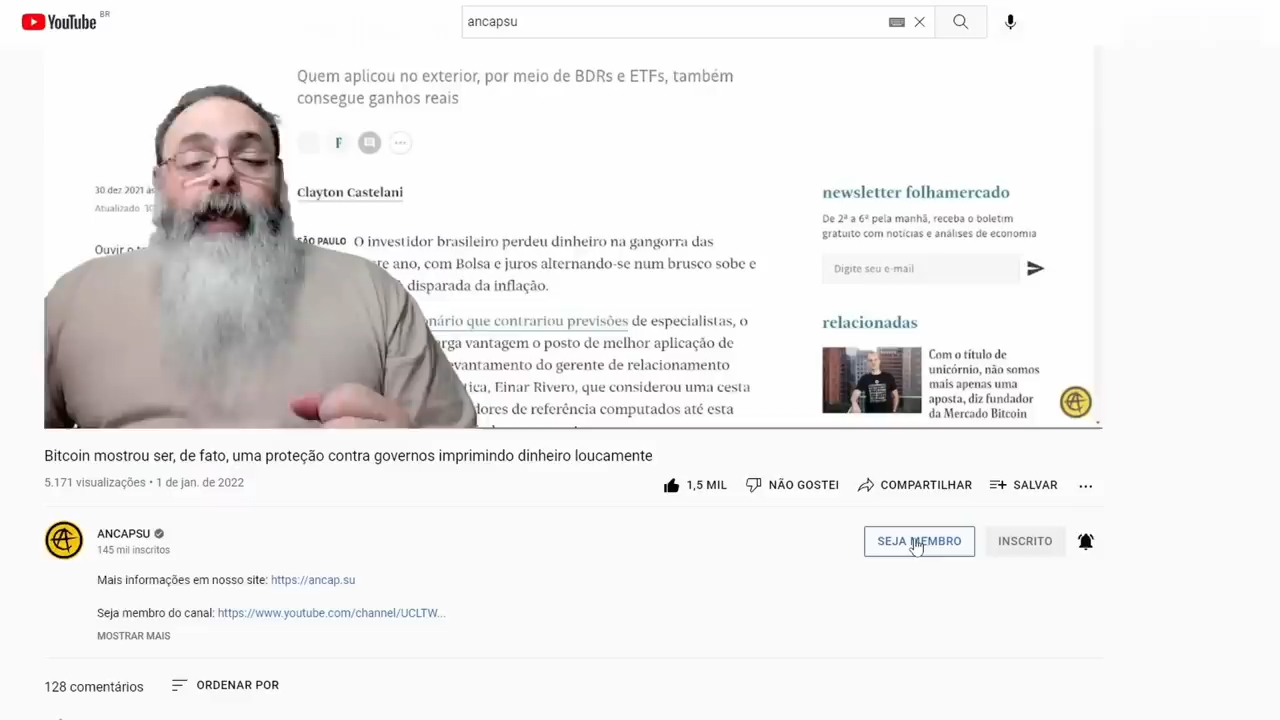 YouTube BR
ancapsu
Quem aplicou no exterior, por meio de BDRs e ETFs, também
consegue ganhos reais
F
30 dez 2021 às
Clayton Castelani
Atualizado
Ouvir o
SÃO PAULO O investidor brasileiro perdeu dinheiro na gangorra das
te ano, com Bolsa e juros alternando-se num brusco sobe e
disparada da inflação.
nário que contrariou previsões de especialistas, o
rga vantagem o posto de melhor aplicação de
evantamento do gerente de relacionamento
tica, Einar Rivero, que considerou uma cesta
dores de referência computados até esta
newsletter folhamercado
De 2ª a 6ª pela manhã, receba o boletim
gratuito com notícias e análises de economia
Digite seu e-mail
relacionadas
Com o título de
unicórnio, não somos
mais apenas uma
aposta, diz fundador
da Mercado Bitcoin
Bitcoin mostrou ser, de fato, uma proteção contra governos imprimindo dinheiro loucamente
5.171 visualizações • 1 de jan. de 2022
1,5 MIL NÃO GOSTEI COMPARTILHAR SALVAR
ANCAPSU
145 mil inscritos
SEJA MEMBRO INSCRITO
Mais informações em nosso site: https://ancap.su
Seja membro do canal: https://www.youtube.com/channel/UCLTW...
MOSTRAR MAIS
128 comentários ORDENAR POR